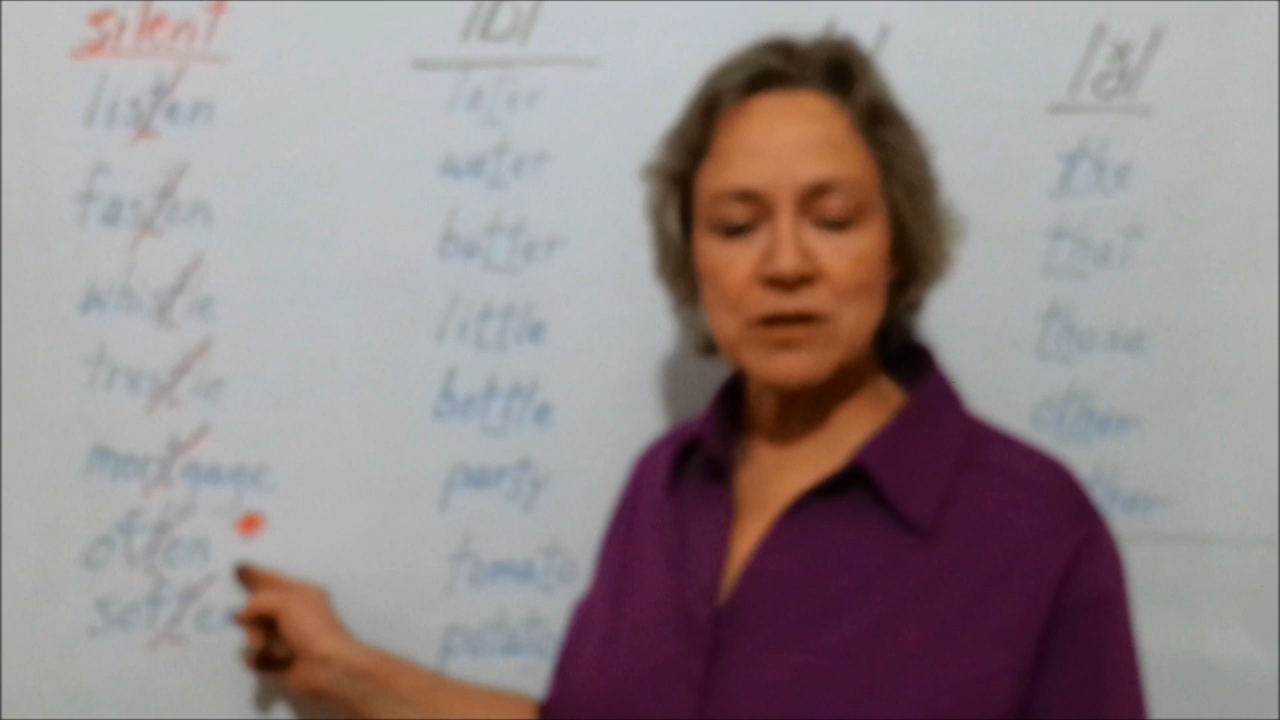 silent
listen
fasten
whistle
trestle
mortgage
often
soften
/D/
later
water
butter
little
bottle
party
tomato
potato
/ð/
the
that
those
other